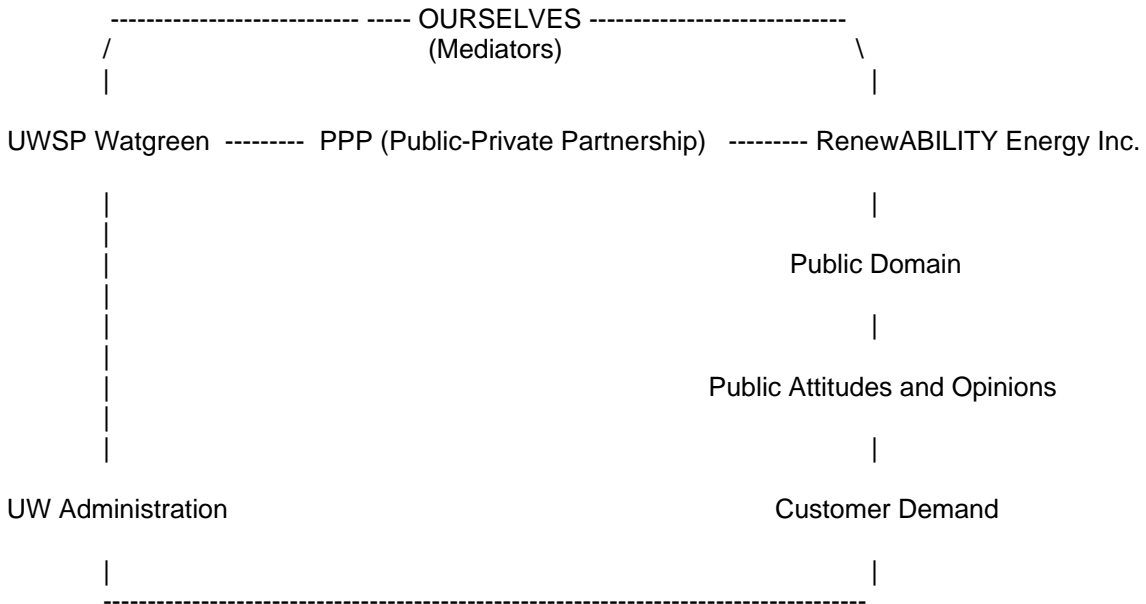 ---------------------------- ----- OURSELVES -----------------------------
/ (Mediators) \
| |
UWSP Watgreen --------- PPP (Public-Private Partnership) --------- RenewABILITY Energy Inc.
| |
|
| Public Domain
|
| |
|
| Public Attitudes and Opinions
|
| |
UW Administration Customer Demand
| |
--------------------------------------------------------------------------------------